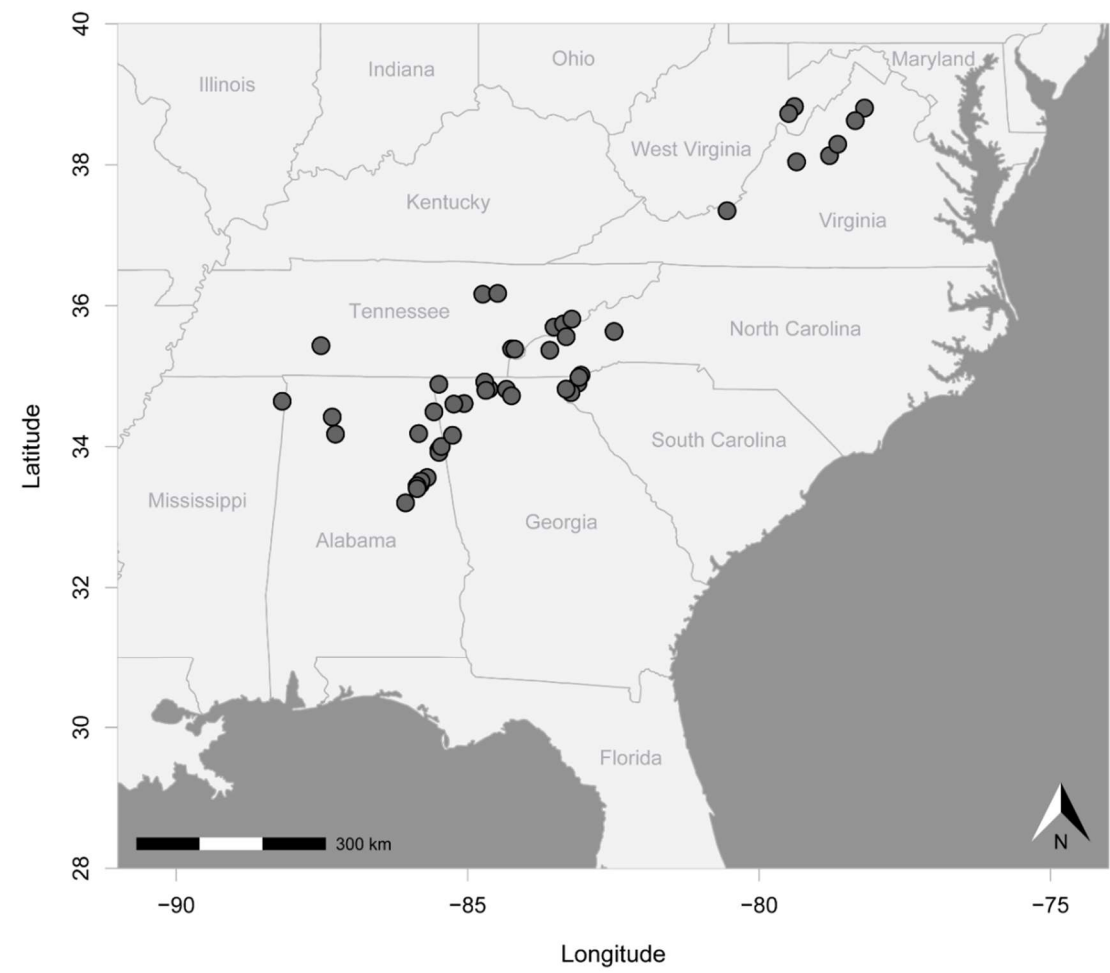 40
Ohio
Maryland
Indiana
Illinois
West Virginia
38
Kentucky
Virginia
36
Tennessee
North Carolina
34
South Carolina
Mississippi
Georgia
Alabama
Latitude
32
30
Florida
300 km
N
28
−90
−85
−80
−75
Longitude